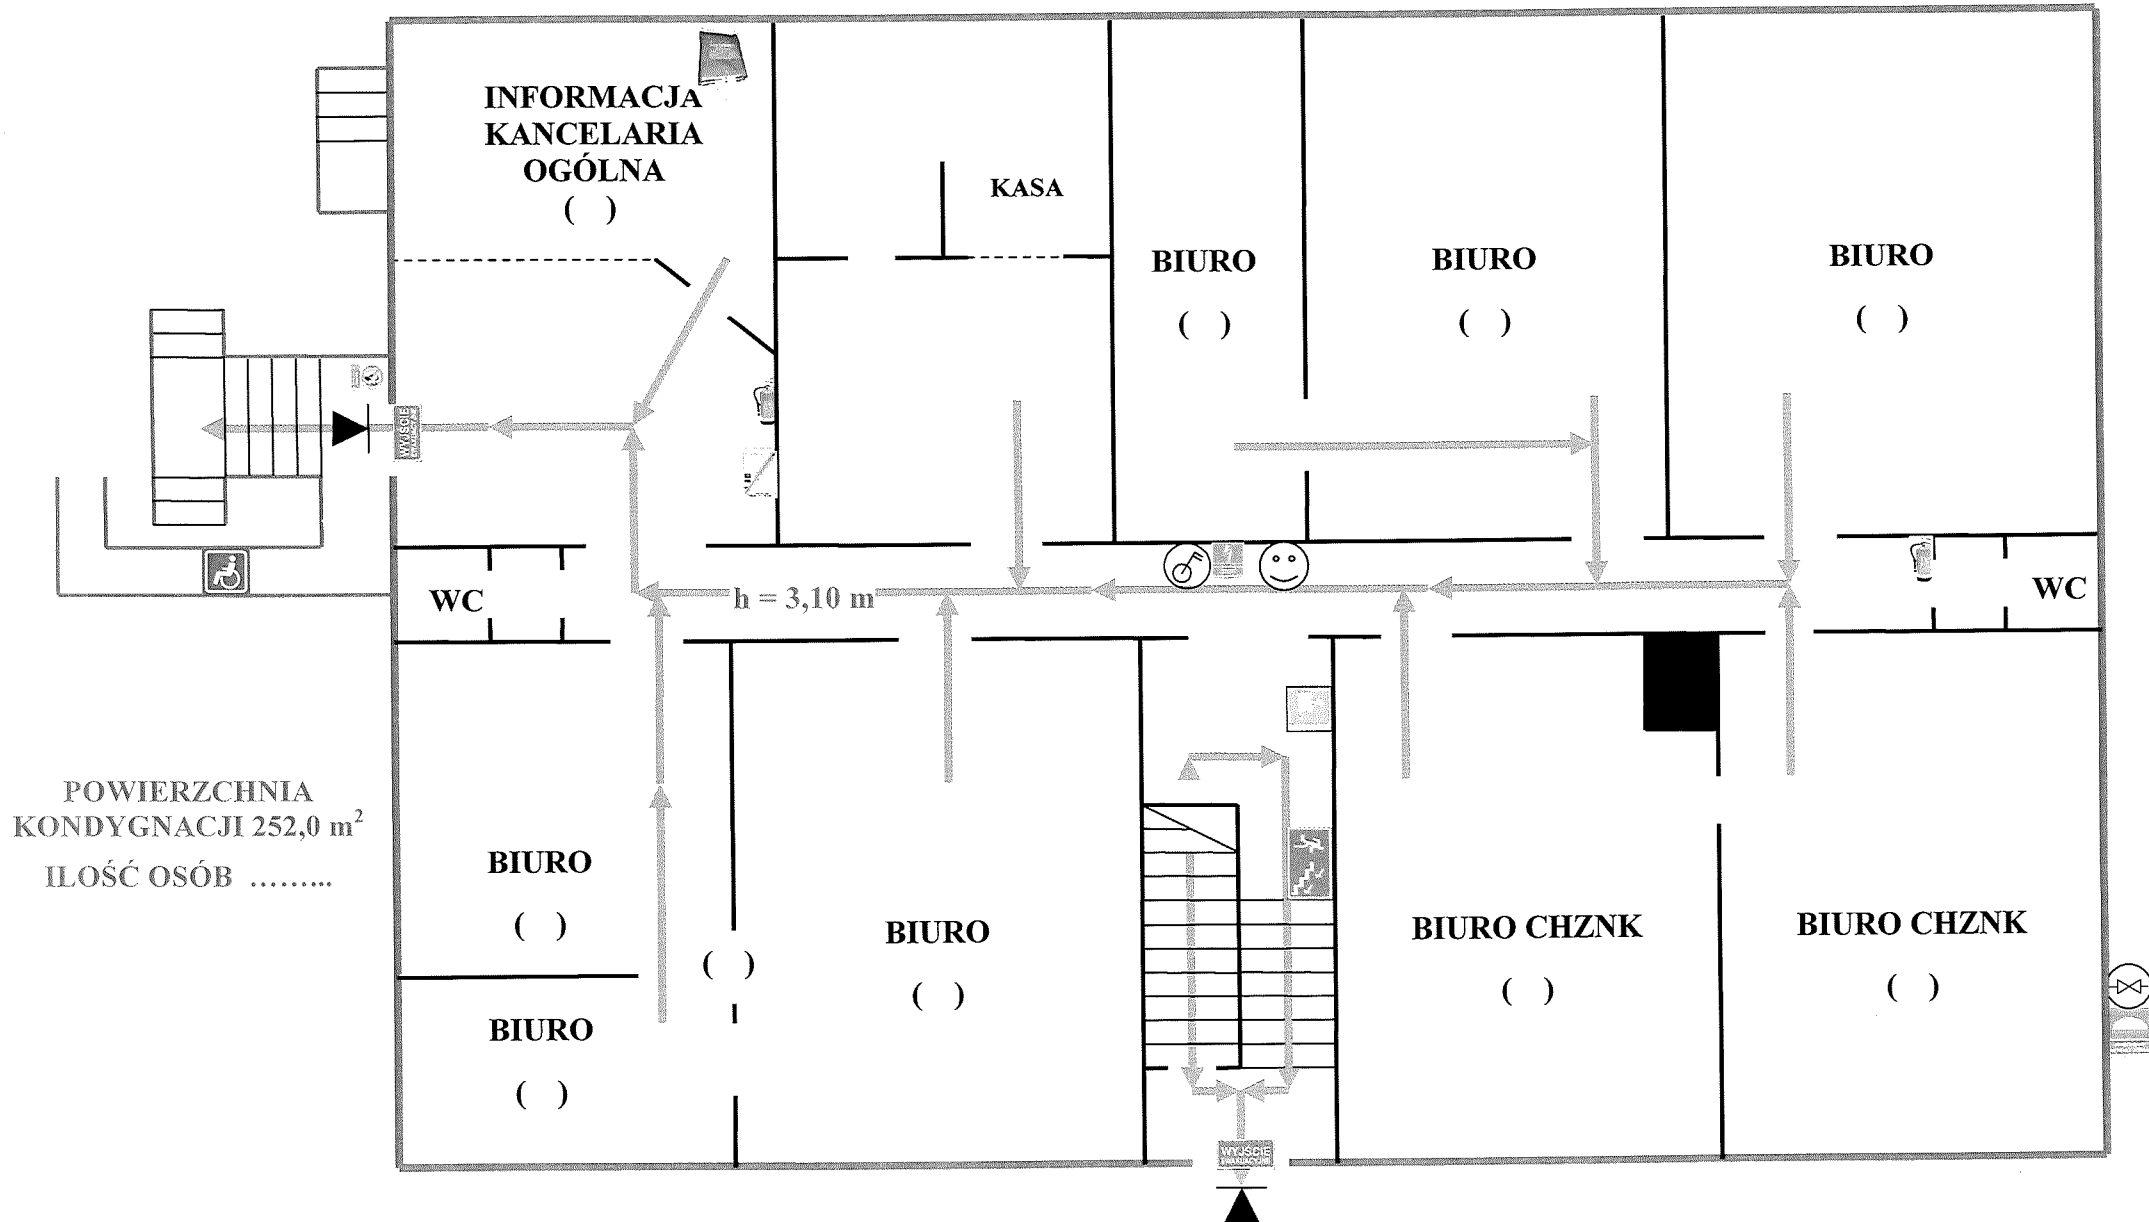 INFORMACJA
KANCELARIA
OGÓLNA
( )
KASA
BIURO
( )
BIURO
( )
BIURO
( )
WYJŚCIE
WC
h = 3,10 m
WC
POWIERZCHNIA
KONDYGNACJI 252,0 m²
ILOŚĆ OSÓB ………
BIURO
( )
( )
BIURO
( )
BIURO
( )
BIURO CHZNK
( )
BIURO CHZNK
( )
D
WYJŚCIE